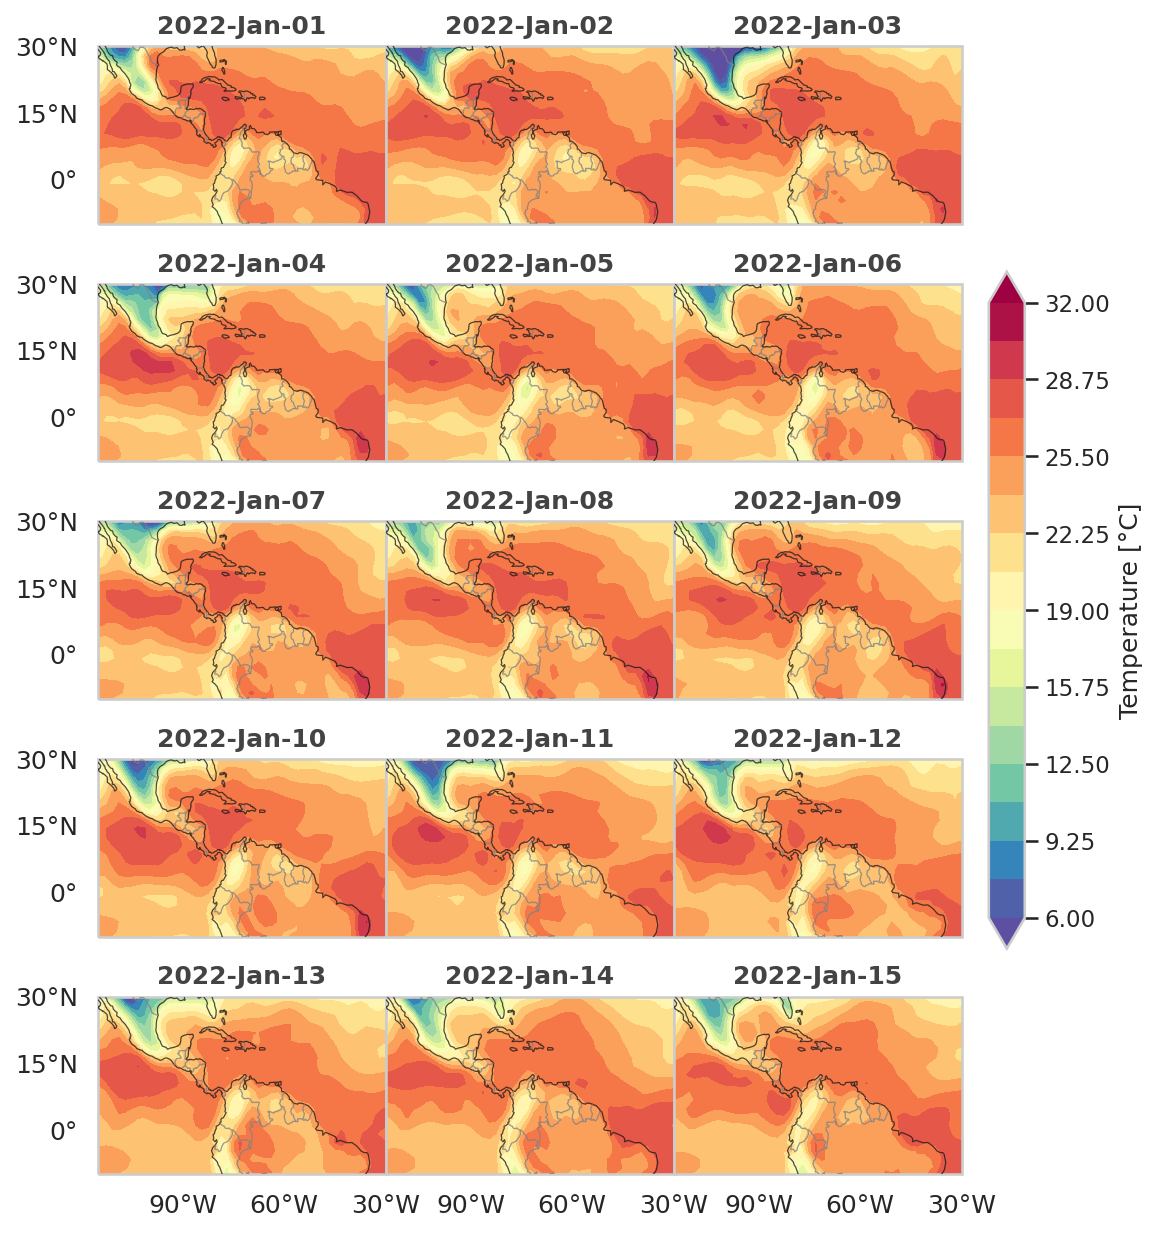 2022-Jan-01 2022-Jan-02 2022-Jan-03
30°N
15°N
0°
2022-Jan-04 2022-Jan-05 2022-Jan-06
30°N
15°N
0°
2022-Jan-07 2022-Jan-08 2022-Jan-09
30°N
15°N
0°
2022-Jan-10 2022-Jan-11 2022-Jan-12
30°N
15°N
0°
2022-Jan-13 2022-Jan-14 2022-Jan-15
30°N
15°N
0°
90°W 60°W 30°W 90°W 60°W 30°W 90°W 60°W 30°W
32.00
28.75
25.50
22.25
19.00
15.75
12.50
9.25
6.00
Temperature [°C]